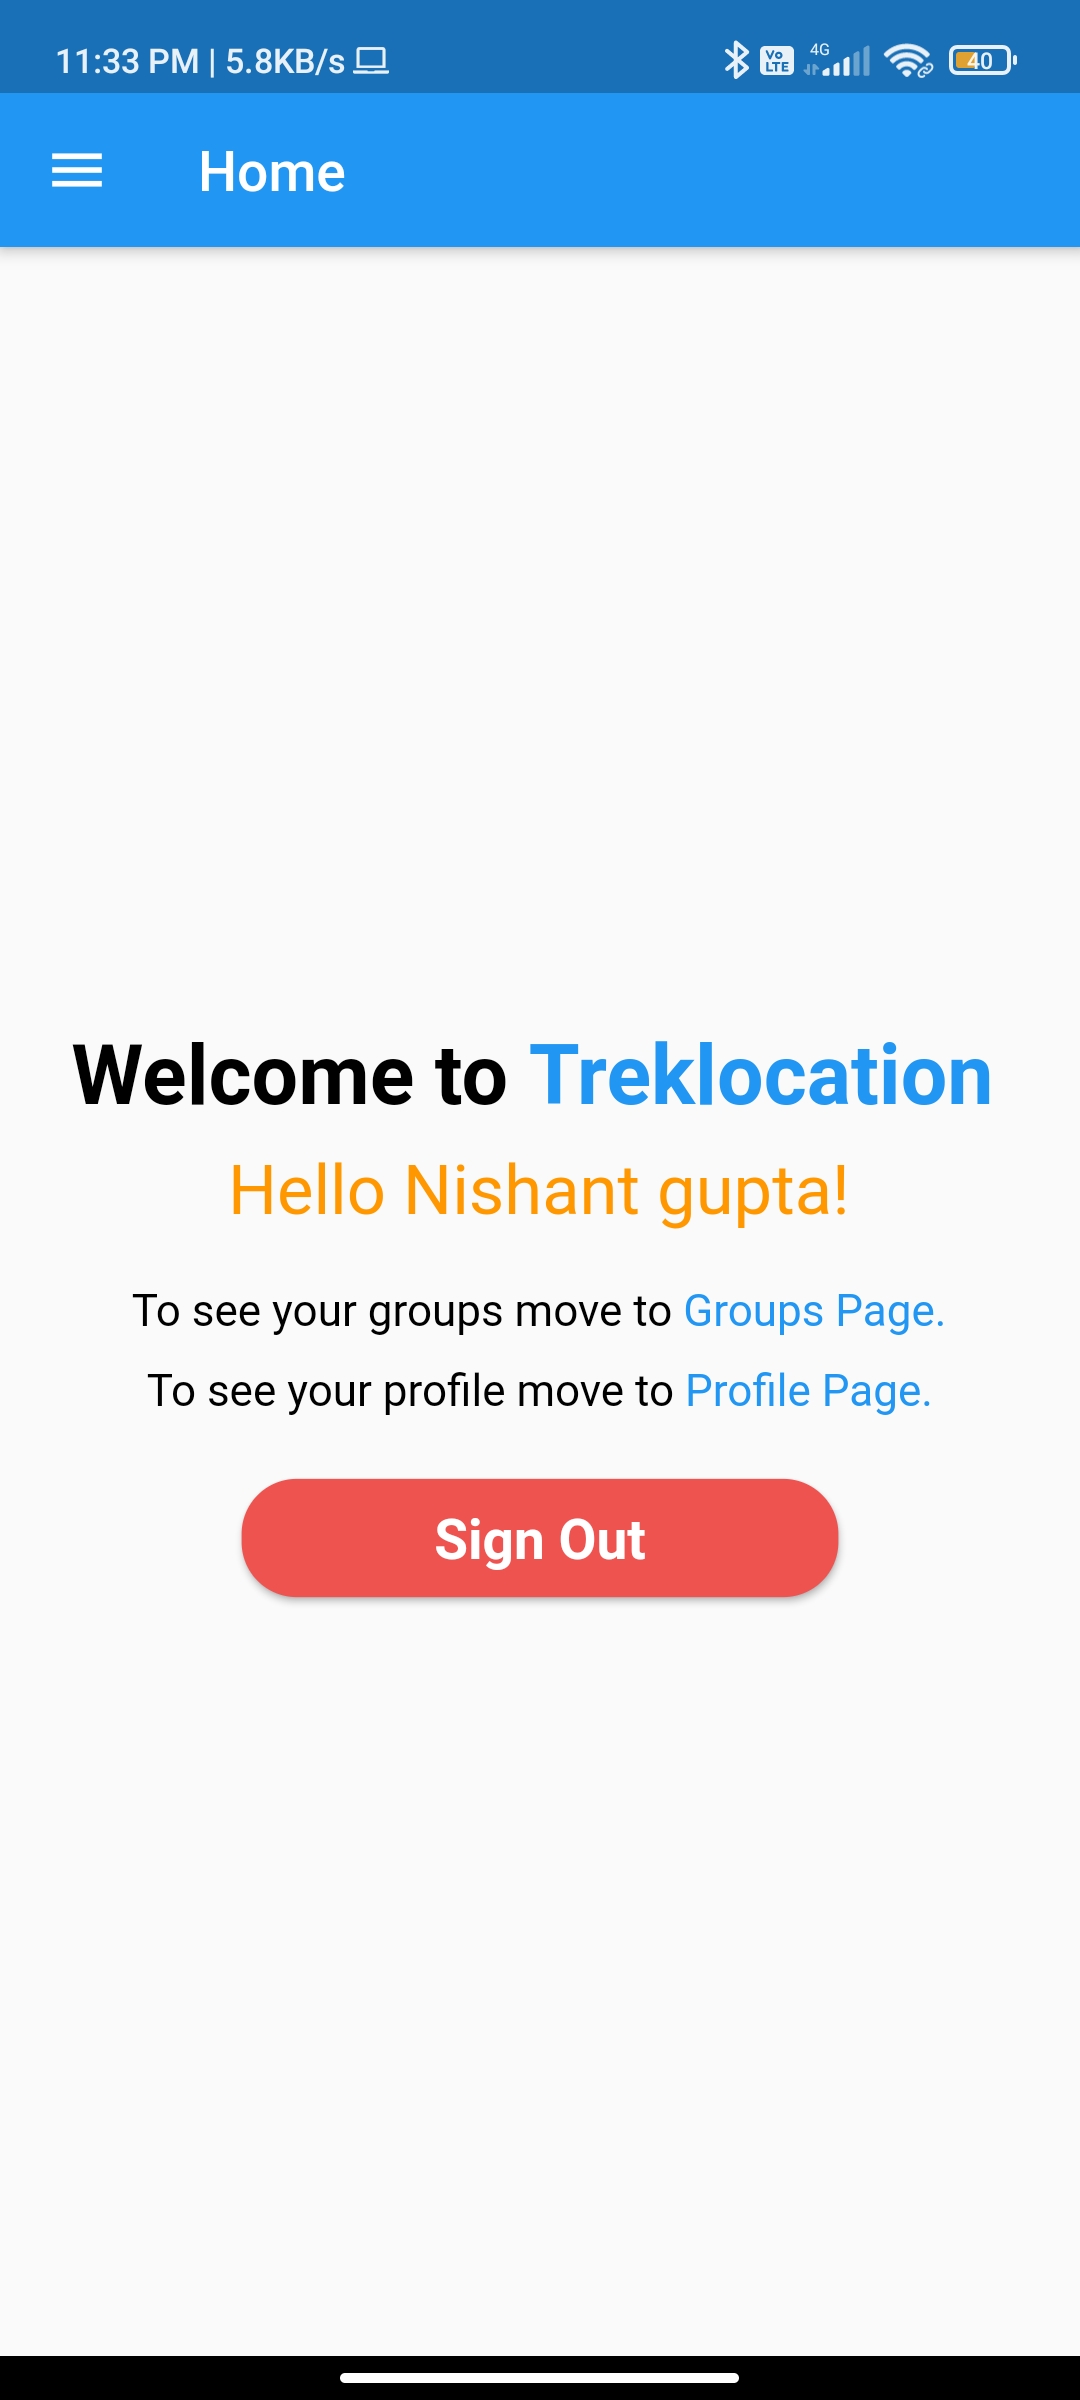 11:33 PM | 5.8KB/s
Vo LTE 4G 40
Home
Welcome to Treklocation
Hello Nishant gupta!
To see your groups move to Groups Page.
To see your profile move to Profile Page.
Sign Out